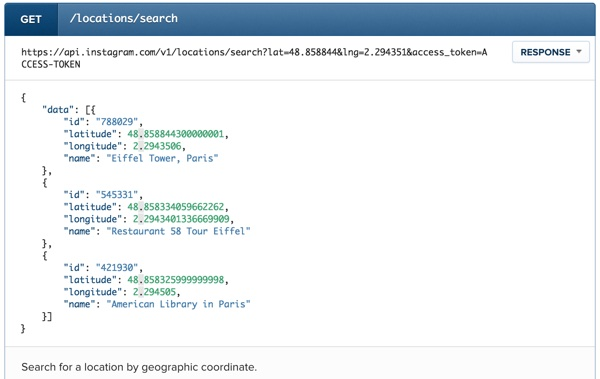 GET /locations/search
https://api.instagram.com/v1/locations/search?lat=48.858844&lng=2.294351&access_token=A
CCESS-TOKEN
RESPONSE
{
"data": [{
"id": "788029",
"latitude": 48.858844300000001,
"longitude": 2.2943506,
"name": "Eiffel Tower, Paris"
},
{
"id": "545331",
"latitude": 48.858334059662262,
"longitude": 2.2943401336669909,
"name": "Restaurant 58 Tour Eiffel"
},
{
"id": "421930",
"latitude": 48.858325999999998,
"longitude": 2.294505,
"name": "American Library in Paris"
}]
}
Search for a location by geographic coordinate.